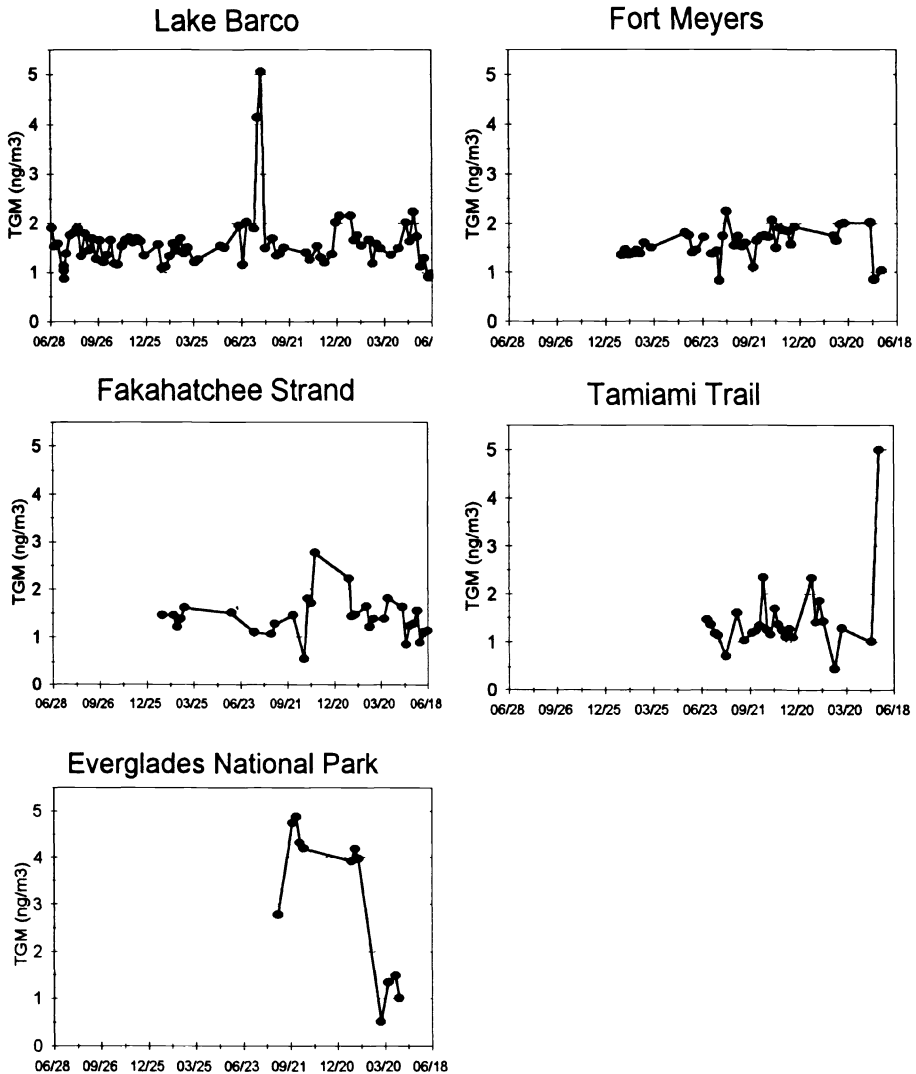 Lake Barco
TGM (ng/m3)
5
4
3
2
1
0
06/28 09/26 12/25 03/25 06/23 09/21 12/20 03/20 06/
Fort Meyers
TGM (ng/m3)
5
4
3
2
1
0
06/28 09/26 12/25 03/25 06/23 09/21 12/20 03/20 06/18
Fakahatchee Strand
TGM (ng/m3)
5
4
3
2
1
0
06/28 09/26 12/25 03/25 06/23 09/21 12/20 03/20 06/18
Tamiami Trail
TGM (ng/m3)
5
4
3
2
1
0
06/28 09/26 12/25 03/25 06/23 09/21 12/20 03/20 06/18
Everglades National Park
TGM (ng/m3)
5
4
3
2
1
0
06/28 09/26 12/25 03/25 06/23 09/21 12/20 03/20 06/18